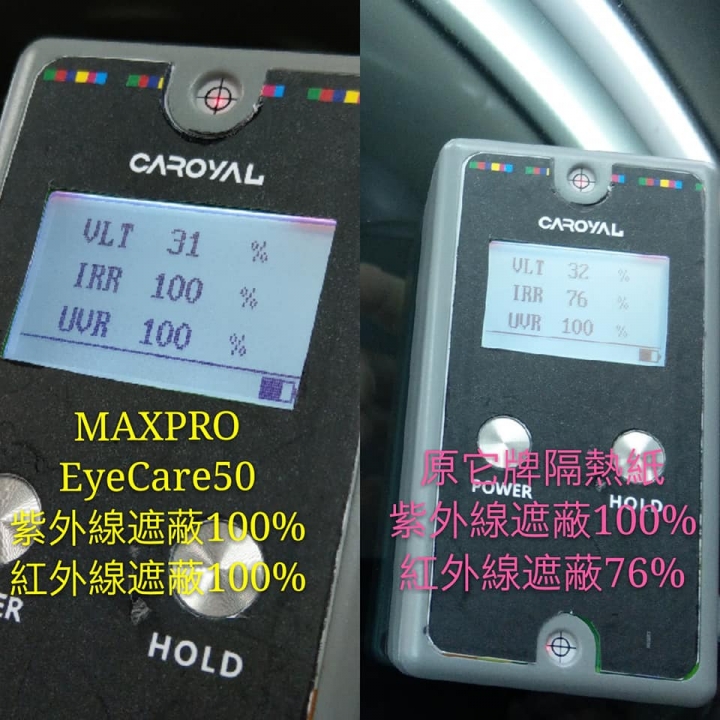 CAROYAL
VLT 31 %
IRR 100 %
UVR 100 %
MAXPRO
EyeCare50
紫外線遮蔽100%
紅外線遮蔽100%
ER
HOLD
CAROYAL
VLT 32 %
IRR 76 %
UVR 100 %
原它牌隔熱紙
POWER
HOLD
紫外線遮蔽100%
紅外線遮蔽76%